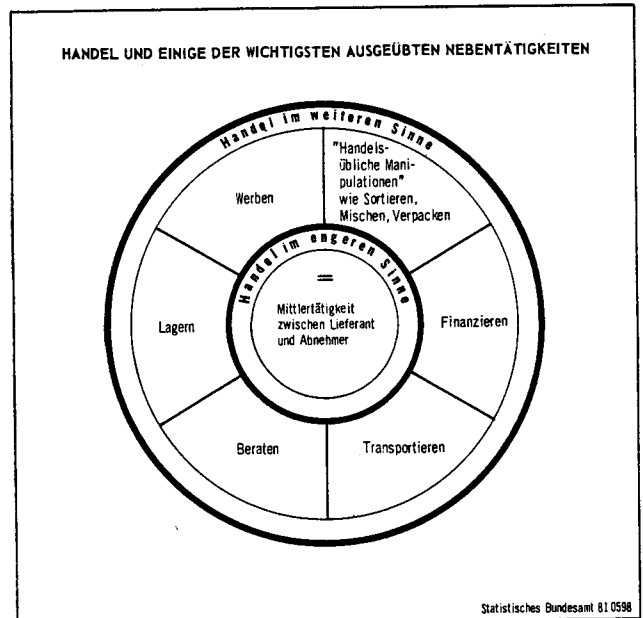 HANDEL UND EINIGE DER WICHTIGSTEN AUSGEÜBTEN NEBENTÄTIGKEITEN
Handel im weiteren Sinne
"Handels-
übliche Mani-
pulationen"
wie Sortieren,
Mischen, Verpacken
Werben
Handel im engeren Sinne
=
Mittlertätigkeit
zwischen Lieferant
und Abnehmer
Lagern
Finanzieren
Beraten
Transportieren
Statistisches Bundesamt 81 0598